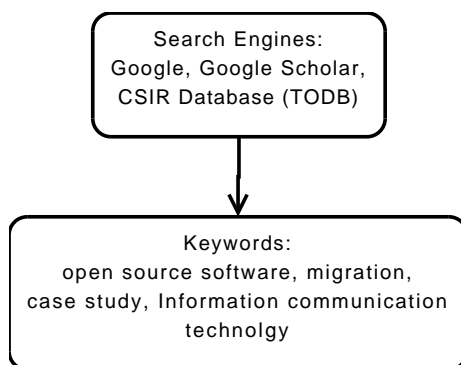 Search Engines:
Google, Google Scholar,
CSIR Database (TODB)
Keywords:
open source software, migration,
case study, Information communication
technolgy